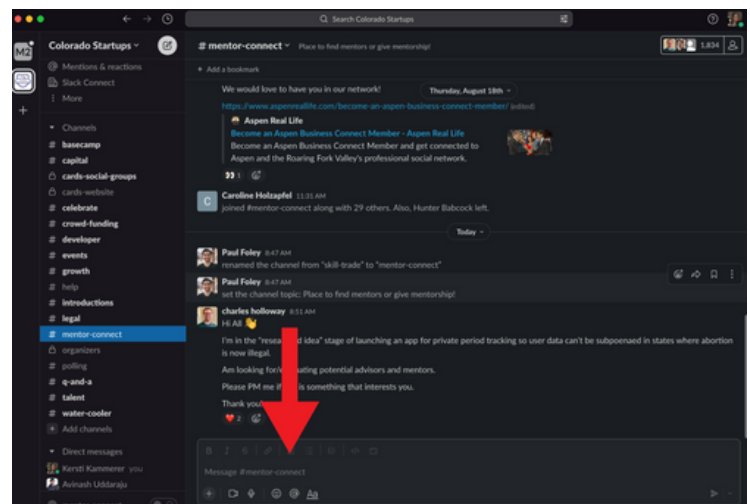 Search Colorado Startups
M2
Colorado Startups
Mentions & reactions
Slack Connect
More
Channels
# basecamp
# capital
cards-social-groups
cards-website
# celebrate
# crowd-funding
# developer
# events
# growth
# help
# introductions
# legal
# mentor-connect
organizers
# polling
# q-and-a
# talent
# water-cooler
+ Add channels
Direct messages
Kersti Kammerer you
Avinash Uddaraju
# mentor-connect Place to find mentors or give mentorship!
1,834
+ Add a bookmark
We would love to have you in our network!
Thursday, August 18th
https://www.aspenreallife.com/become-an-aspen-business-connect-member/ (edited)
Aspen Real Life
Become an Aspen Business Connect Member - Aspen Real Life
Become an Aspen Business Connect Member and get connected to
Aspen and the Roaring Fork Valley's professional social network.
1
C
Caroline Holzapfel 11:31 AM
joined #mentor-connect along with 29 others. Also, Hunter Babcock left.
Today
Paul Foley 8:47 AM
renamed the channel from "skill-trade" to "mentor-connect"
Paul Foley 8:47 AM
set the channel topic: Place to find mentors or give mentorship!
charles holloway 8:51 AM
Hi All
I'm in the "resea d idea" stage of launching an app for private period tracking so user data can't be subpoenaed in states where abortion
is now illegal.
Am looking for/e ating potential advisors and mentors.
Please PM me if is something that interests you.
Thank you
2
B I S
Message #mentor-connect
+ @ Aa